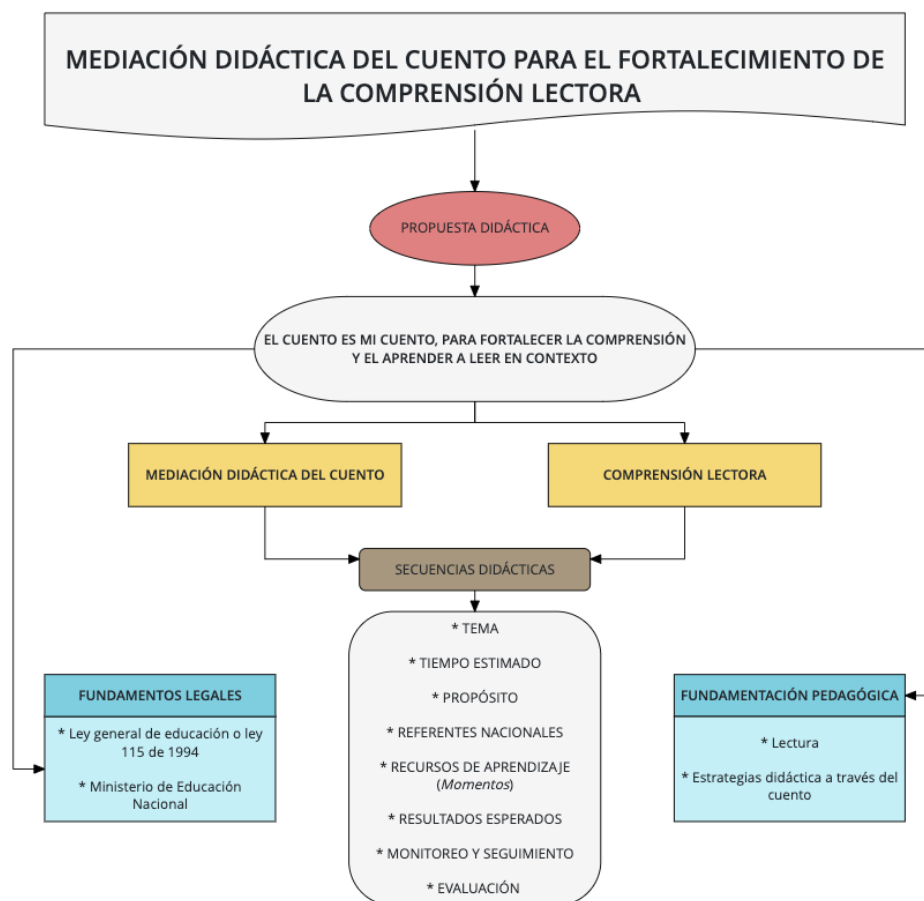 MEDIACIÓN DIDÁCTICA DEL CUENTO PARA EL FORTALECIMIENTO DE
LA COMPRENSIÓN LECTORA
PROPUESTA DIDÁCTICA
EL CUENTO ES MI CUENTO, PARA FORTALECER LA COMPRENSIÓN
Y EL APRENDER A LEER EN CONTEXTO
MEDIACIÓN DIDÁCTICA DEL CUENTO
COMPRENSIÓN LECTORA
SECUENCIAS DIDÁCTICAS
* TEMA
* TIEMPO ESTIMADO
* PROPÓSITO
* REFERENTES NACIONALES
* RECURSOS DE APRENDIZAJE
(Momentos)
* RESULTADOS ESPERADOS
* MONITOREO Y SEGUIMIENTO
* EVALUACIÓN
FUNDAMENTOS LEGALES
* Ley general de educación o ley
115 de 1994
* Ministerio de Educación
Nacional
FUNDAMENTACIÓN PEDAGÓGICA
* Lectura
* Estrategias didáctica a través del
cuento